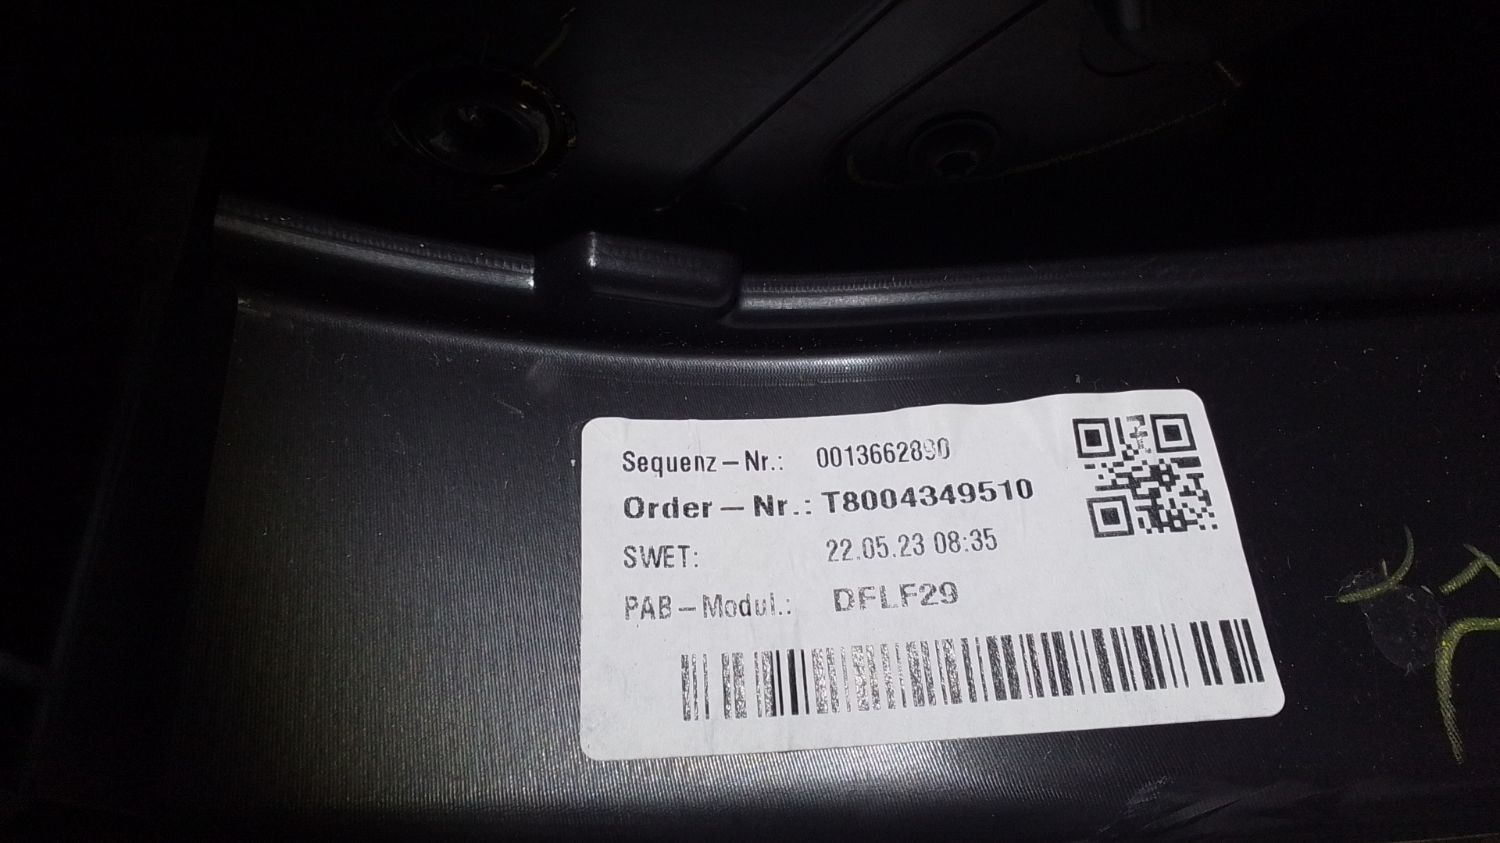 Sequenz-Nr.: 0013662890
Order-Nr.: T8004349510
SWET: 22.05.23 08:35
PAB-Modul.: DFLF29